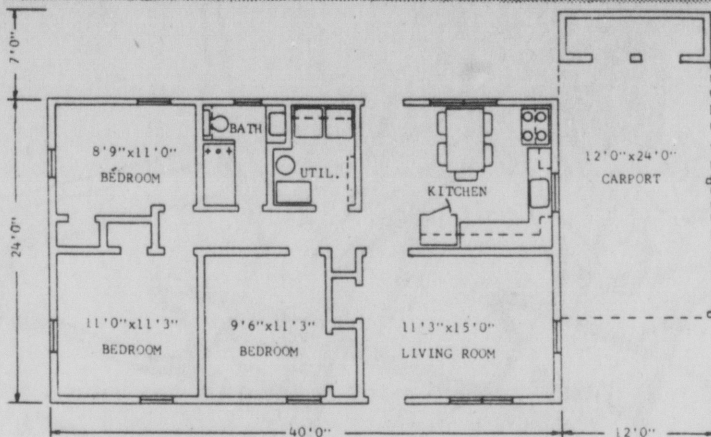 7'0"
24'0"
8'9"x11'0"
BEDROOM
BATH
UTIL.
KITCHEN
12'0"x24'0"
CARPORT
11'0"x11'3"
BEDROOM
9'6"x11'3"
BEDROOM
11'3"x15'0"
LIVING ROOM
40'0"
12'0"